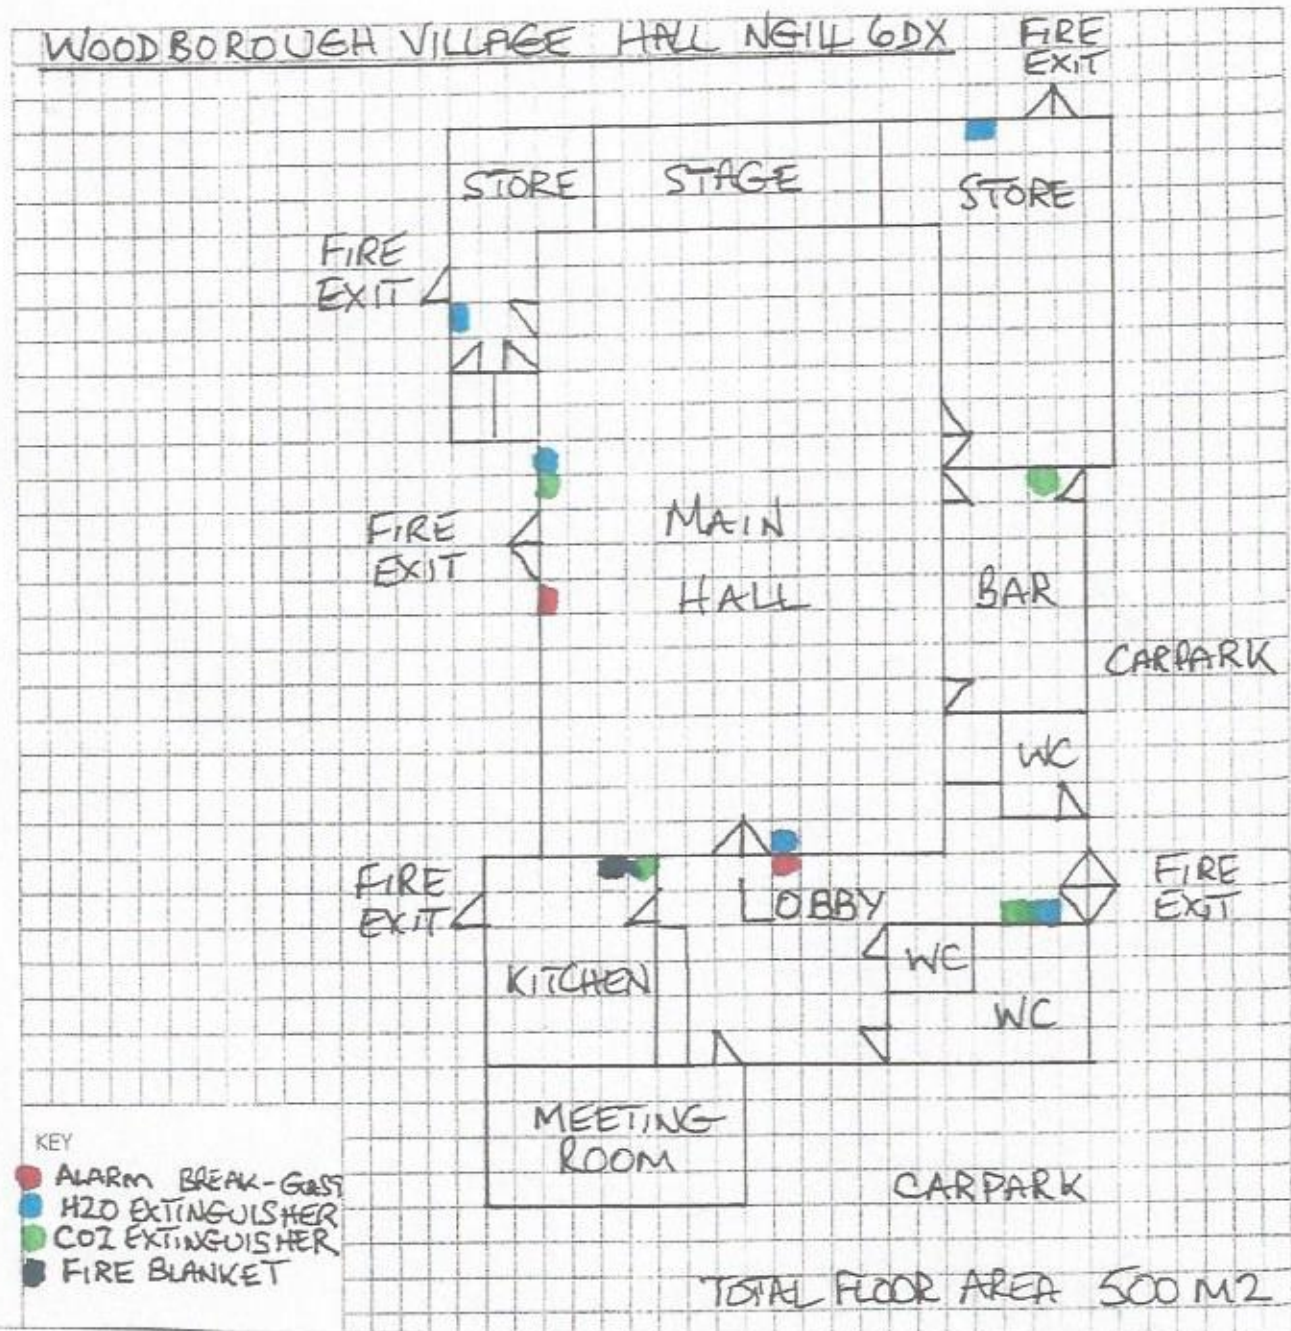 WOODBOROUGH VILLAGE HALL NG14 6DX
FIRE
EXIT
STORE
STAGE
STORE
FIRE
EXIT
FIRE
EXIT
MAIN
HALL
BAR
CARPARK
WC
FIRE
EXIT
LOBBY
FIRE
EXIT
KITCHEN
WC
WC
MEETING
ROOM
CARPARK
KEY
ALARM BREAK-GLASS
H2O EXTINGUISHER
CO2 EXTINGUISHER
FIRE BLANKET
TOTAL FLOOR AREA 500 M2